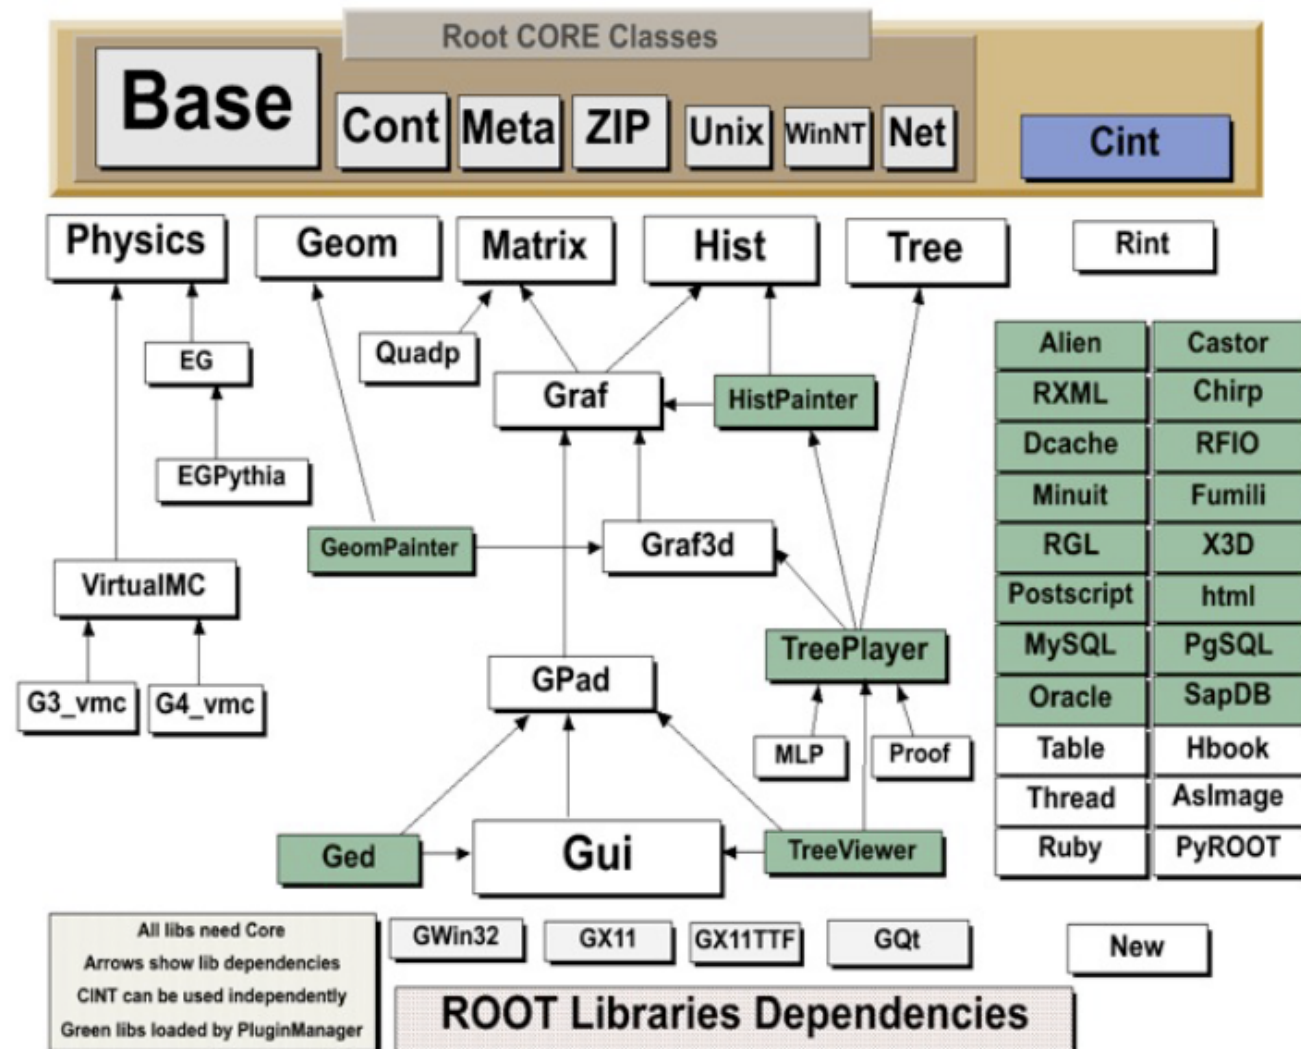 Root CORE Classes
Base
Cont
Meta
ZIP
Unix
WinNT
Net
Cint
Physics
Geom
Matrix
Hist
Tree
Rint
EG
Quadp
Graf
HistPainter
EGPythia
GeomPainter
Graf3d
VirtualMC
TreePlayer
G3_vmc
G4_vmc
GPad
MLP
Proof
Ged
Gui
TreeViewer
Alien
Castor
RXML
Chirp
Dcache
RFIO
Minuit
Fumili
RGL
X3D
Postscript
html
MySQL
PgSQL
Oracle
SapDB
Table
Hbook
Thread
AsImage
Ruby
PyROOT
All libs need Core
Arrows show lib dependencies
CINT can be used independently
Green libs loaded by PluginManager
GWin32
GX11
GX11TTF
GQt
New
ROOT Libraries Dependencies